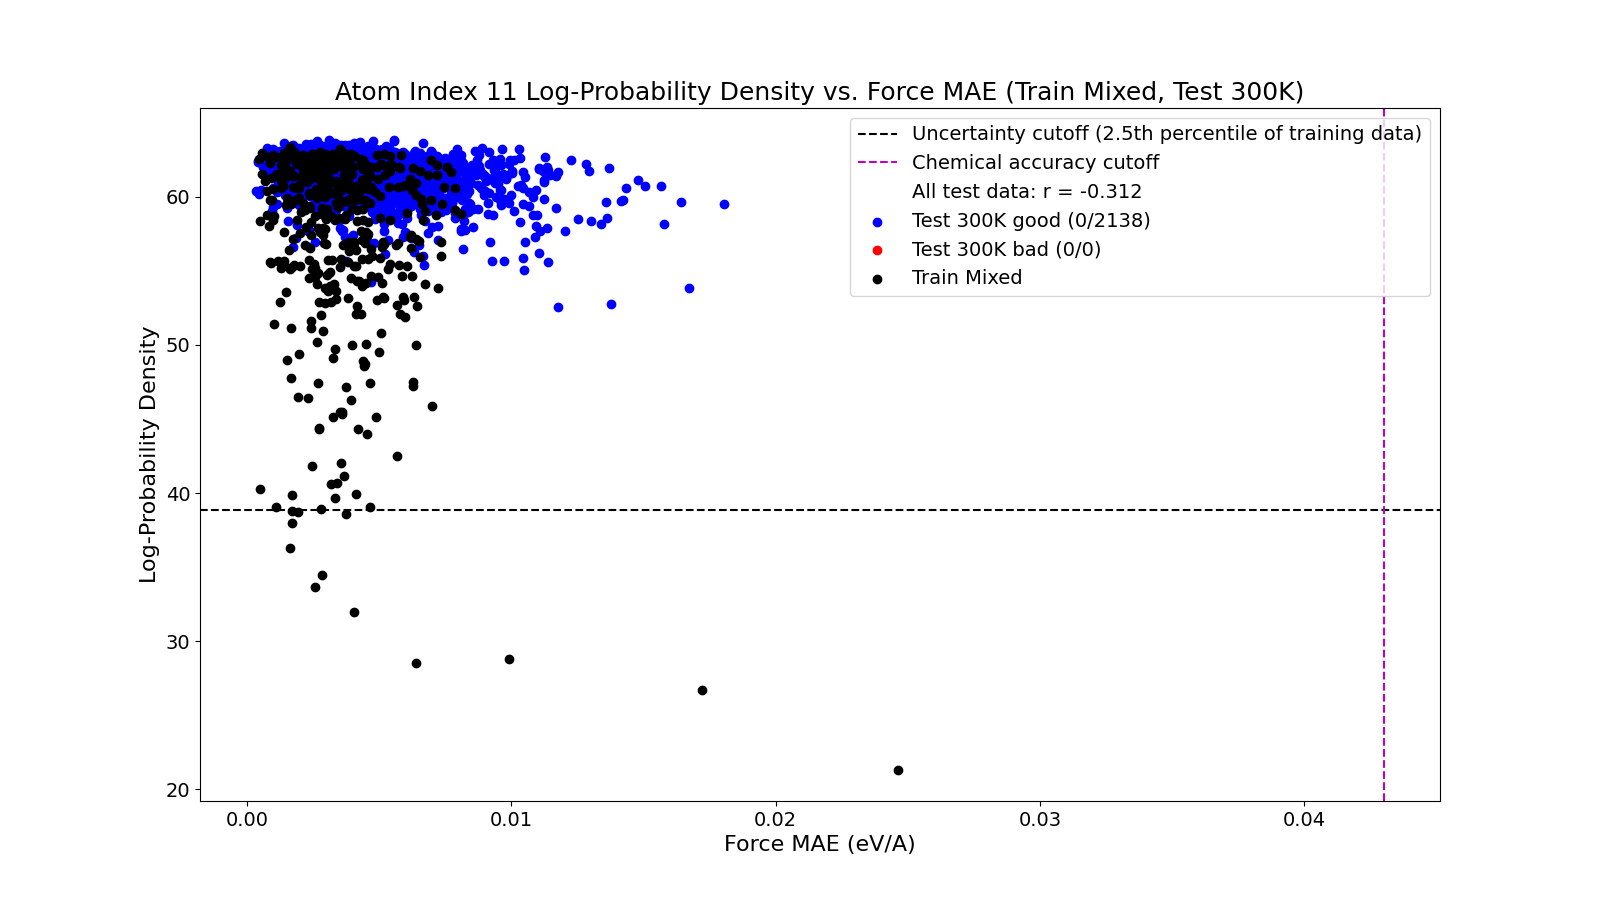 Atom Index 11 Log-Probability Density vs. Force MAE (Train Mixed, Test 300K)
Uncertainty cutoff (2.5th percentile of training data)
Chemical accuracy cutoff
All test data: r = -0.312
Test 300K good (0/2138)
Test 300K bad (0/0)
Train Mixed
Log-Probability Density
60
50
40
30
20
0.00 0.01 0.02 0.03 0.04
Force MAE (eV/A)